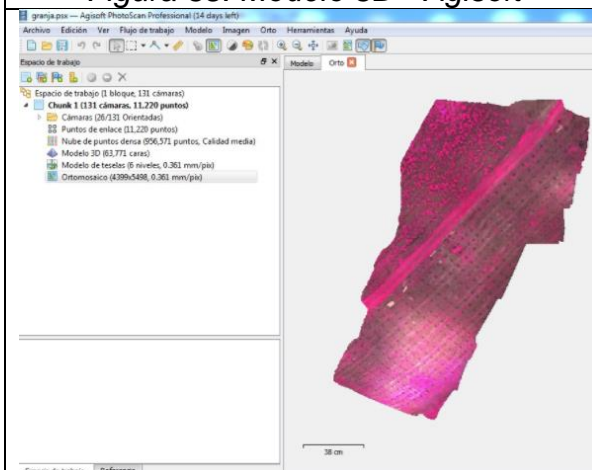 Figura 33. Modelo 3D - Agisoft
granja.psx — Agisoft PhotoScan Professional (14 days left)
Archivo Edición Ver Flujo de trabajo Modelo Imagen Orto Herramientas Ayuda
Espacio de trabajo
Modelo Orto
Espacio de trabajo (1 bloque, 131 cámaras)
Chunk 1 (131 cámaras, 11,220 puntos)
Cámaras (26/131 Orientadas)
Puntos de enlace (11,220 puntos)
Nube de puntos densa (956,571 puntos, Calidad media)
Modelo 3D (63,771 caras)
Modelo de teselas (6 niveles, 0.361 mm/pix)
Ortomosaico (4399x5498, 0.361 mm/pix)
38 cm
Espacio de trabajo Referencia